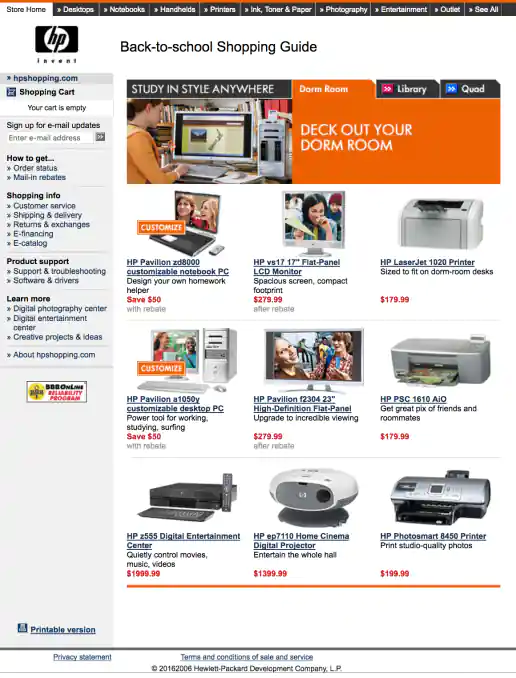 Store Home
» Desktops
» Notebooks
» Handhelds
» Printers
» Ink, Toner & Paper
» Photography
» Entertainment
» Outlet
» See All
hp
invent
Back-to-school Shopping Guide
» hpshopping.com
Shopping Cart
Your cart is empty
Sign up for e-mail updates
Enter e-mail address
How to get...
» Order status
» Mail-in rebates
Shopping info
» Customer service
» Shipping & delivery
» Returns & exchanges
» E-financing
» E-catalog
Product support
» Support & troubleshooting
» Software & drivers
Learn more
» Digital photography center
» Digital entertainment
center
» Creative projects & ideas
» About hpshopping.com
BBBOnLine
RELIABILITY
PROGRAM
Printable version
STUDY IN STYLE ANYWHERE
Dorm Room
Library
Quad
DECK OUT YOUR
DORM ROOM
CUSTOMIZE
HP Pavilion zd8000
customizable notebook PC
Design your own homework
helper
Save $50
with rebate
HP vs17 17" Flat-Panel
LCD Monitor
Spacious screen, compact
footprint
$279.99
after rebate
HP LaserJet 1020 Printer
Sized to fit on dorm-room desks
$179.99
CUSTOMIZE
HP Pavilion a1050y
customizable desktop PC
Power tool for working,
studying, surfing
Save $50
with rebate
HP Pavilion f2304 23"
High-Definition Flat-Panel
Upgrade to incredible viewing
$279.99
after rebate
HP PSC 1610 AiO
Get great pix of friends and
roommates
$179.99
HP z555 Digital Entertainment
Center
Quietly control movies,
music, videos
$1999.99
HP ep7110 Home Cinema
Digital Projector
Entertain the whole hall
$1399.99
HP Photosmart 8450 Printer
Print studio-quality photos
$199.99
Privacy statement
Terms and conditions of sale and service
© 20162006 Hewlett-Packard Development Company, L.P.